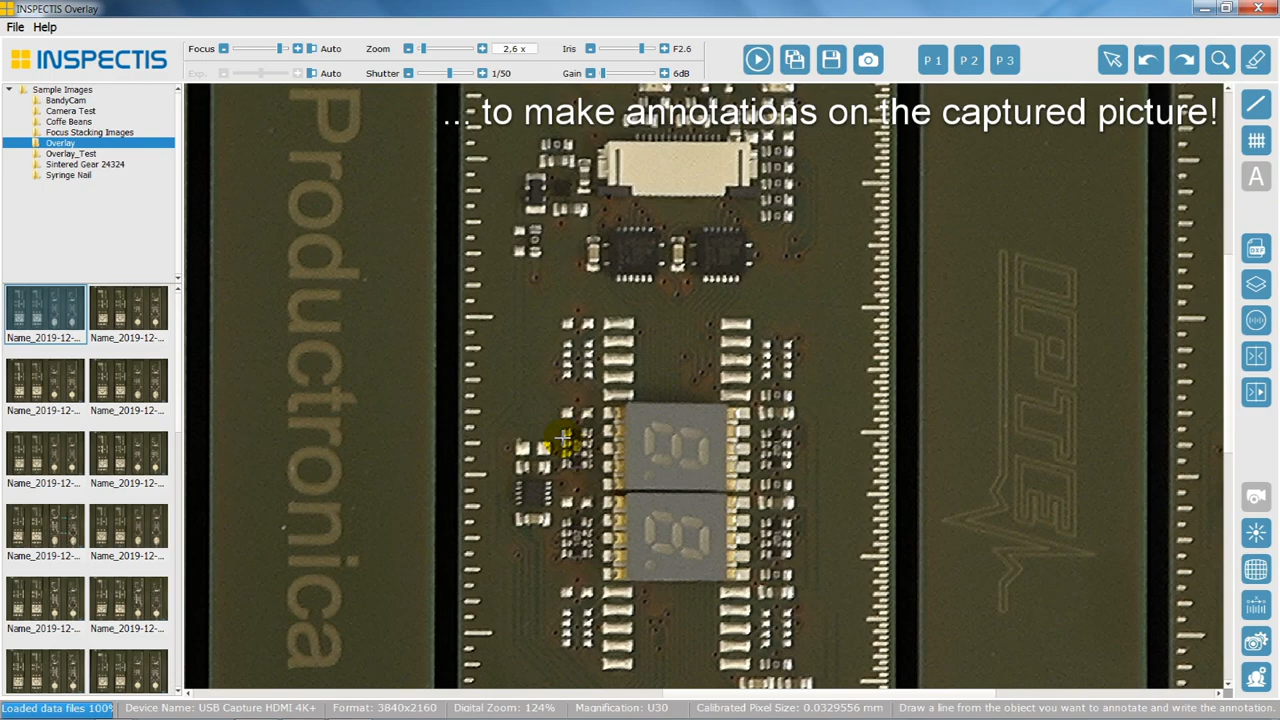 INSPECTIS Overlay
File Help
INSPECTIS
Focus Auto Zoom 2,6 x Iris F2.6
Exp. Auto Shutter 1/50 Gain 6dB
P 1 P 2 P 3
Sample Images
BandyCam
Camera Test
Coffe Beans
Focus Stacking Images
Overlay
Overlay_Test
Sintered Gear 24324
Syringe Nail
... to make annotations on the captured picture!
Productronica
OPTEK
8
8
A
DXF
Name_2019-12-... Name_2019-12-...
Name_2019-12-... Name_2019-12-...
Name_2019-12-... Name_2019-12-...
Name_2019-12-... Name_2019-12-...
Name_2019-12-... Name_2019-12-...
Loaded data files 100% Device Name: USB Capture HDMI 4K+ Format: 3840x2160 Digital Zoom: 124% Magnification: U30 Calibrated Pixel Size: 0.0329556 mm Draw a line from the object you want to annotate and write the annotation.